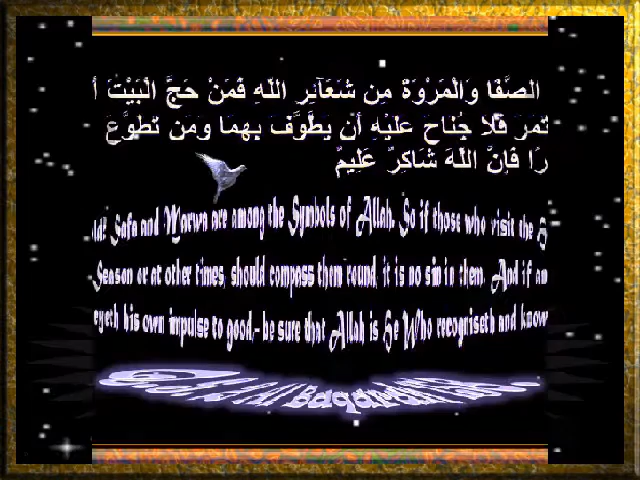 الصَّفَا وَالْمَرْوَةَ مِن شَعَآئِرِ اللّهِ فَمَنْ حَجَّ الْبَيْتَ أَ
تَمَرَ فَلاَ جُنَاحَ عَلَيْهِ أَن يَطَّوَّفَ بِهِمَا وَمَن تَطَوَّعَ
رًا فَإِنَّ اللّهَ شَاكِرٌ عَلِيمٌ
ld! Safa and Marwa are among the Symbols of Allah. So if those who visit the H
Season or at other times, should compass them round, it is no sin in them. And if an
eyeth his own impulse to good,- be sure that Allah is He Who recogniseth and know
Al Baqarah